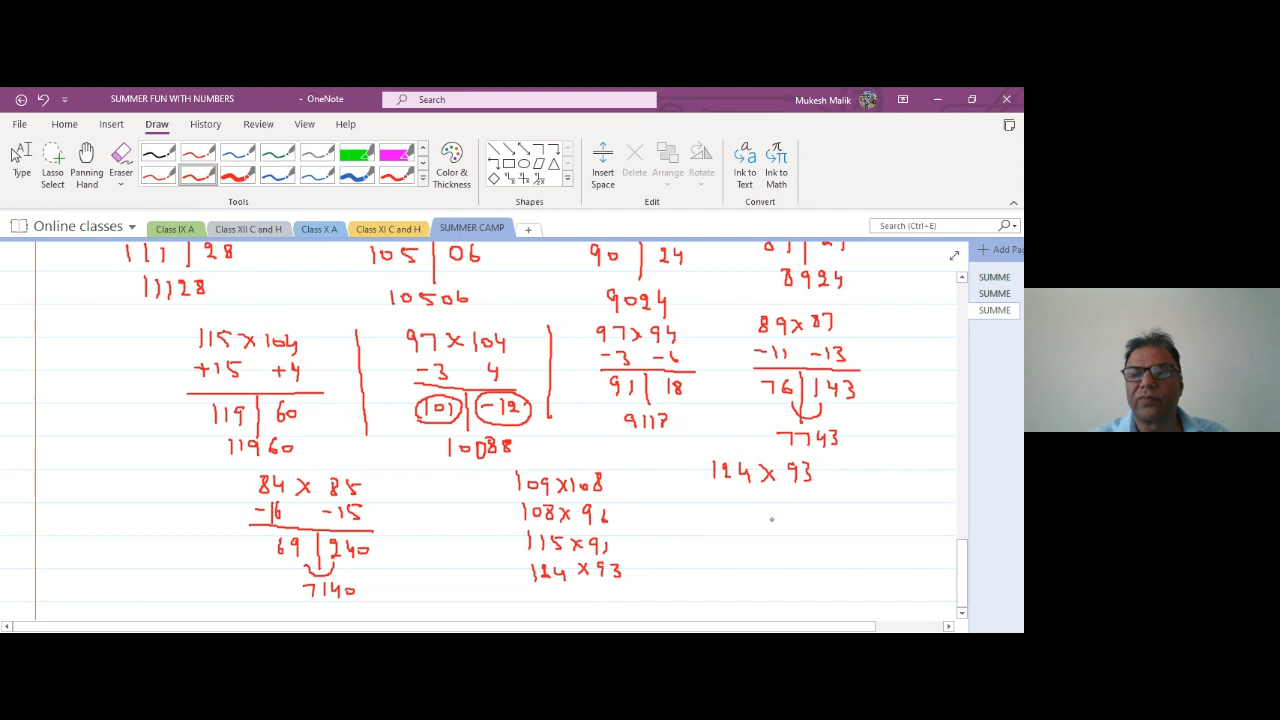 SUMMER FUN WITH NUMBERS - OneNote
Search
Mukesh Malik
File Home Insert Draw History Review View Help
Type
Lasso Select
Panning Hand
Eraser
Color & Thickness
Insert Space
Delete
Arrange
Rotate
Ink to Text
Ink to Math
Tools
Shapes
Edit
Convert
Online classes
Class IX A
Class XII C and H
Class X A
Class XI C and H
SUMMER CAMP
Search (Ctrl+E)
Add Pag
SUMME
SUMME
SUMME
111 | 28
11128
105 | 06
10506
90 | 24
9024
8924
115 × 104
+15 +4
119 | 60
11960
97 × 104
-3 4
101 | -12
10088
97 × 94
-3 -6
91 | 18
9118
89 × 87
-11 -13
76 | 143
7743
84 × 85
-16 -15
69 | 240
7140
109 × 108
108 × 96
115 × 91
124 × 93
124 × 93